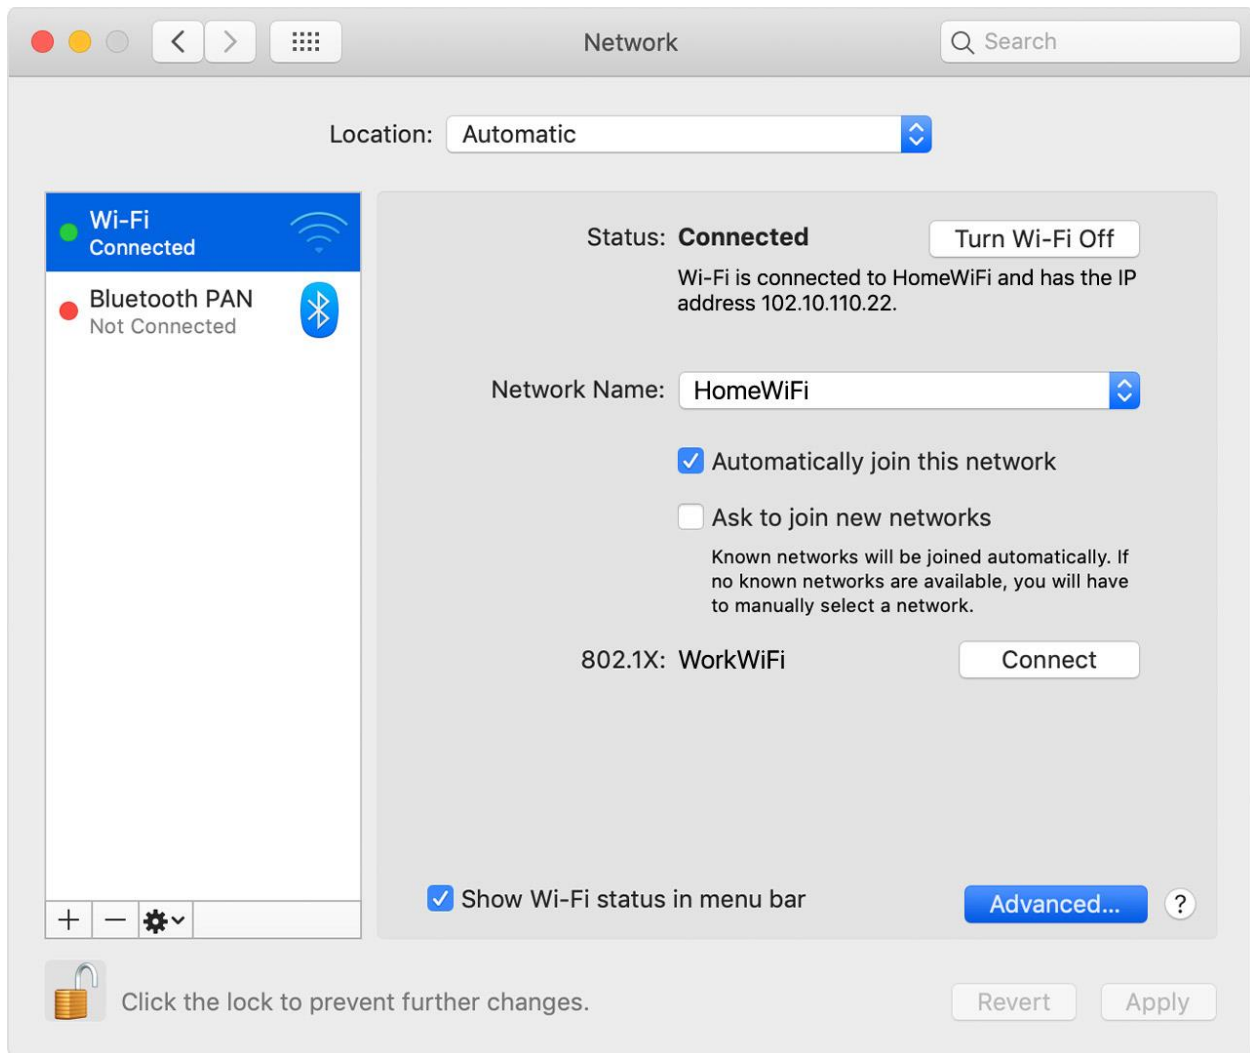 Network
Search
Location: Automatic
Wi-Fi
Connected
Bluetooth PAN
Not Connected
Status: Connected
Turn Wi-Fi Off
Wi-Fi is connected to HomeWiFi and has the IP
address 102.10.110.22.
Network Name: HomeWiFi
Automatically join this network
Ask to join new networks
Known networks will be joined automatically. If
no known networks are available, you will have
to manually select a network.
802.1X: WorkWiFi
Connect
Show Wi-Fi status in menu bar
Advanced...
?
Click the lock to prevent further changes.
Revert
Apply